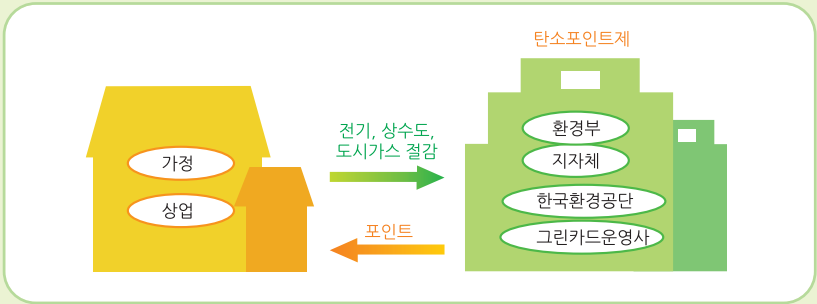 탄소포인트제
가정
상업
전기, 상수도,
도시가스 절감
포인트
환경부
지자체
한국환경공단
그린카드운영사